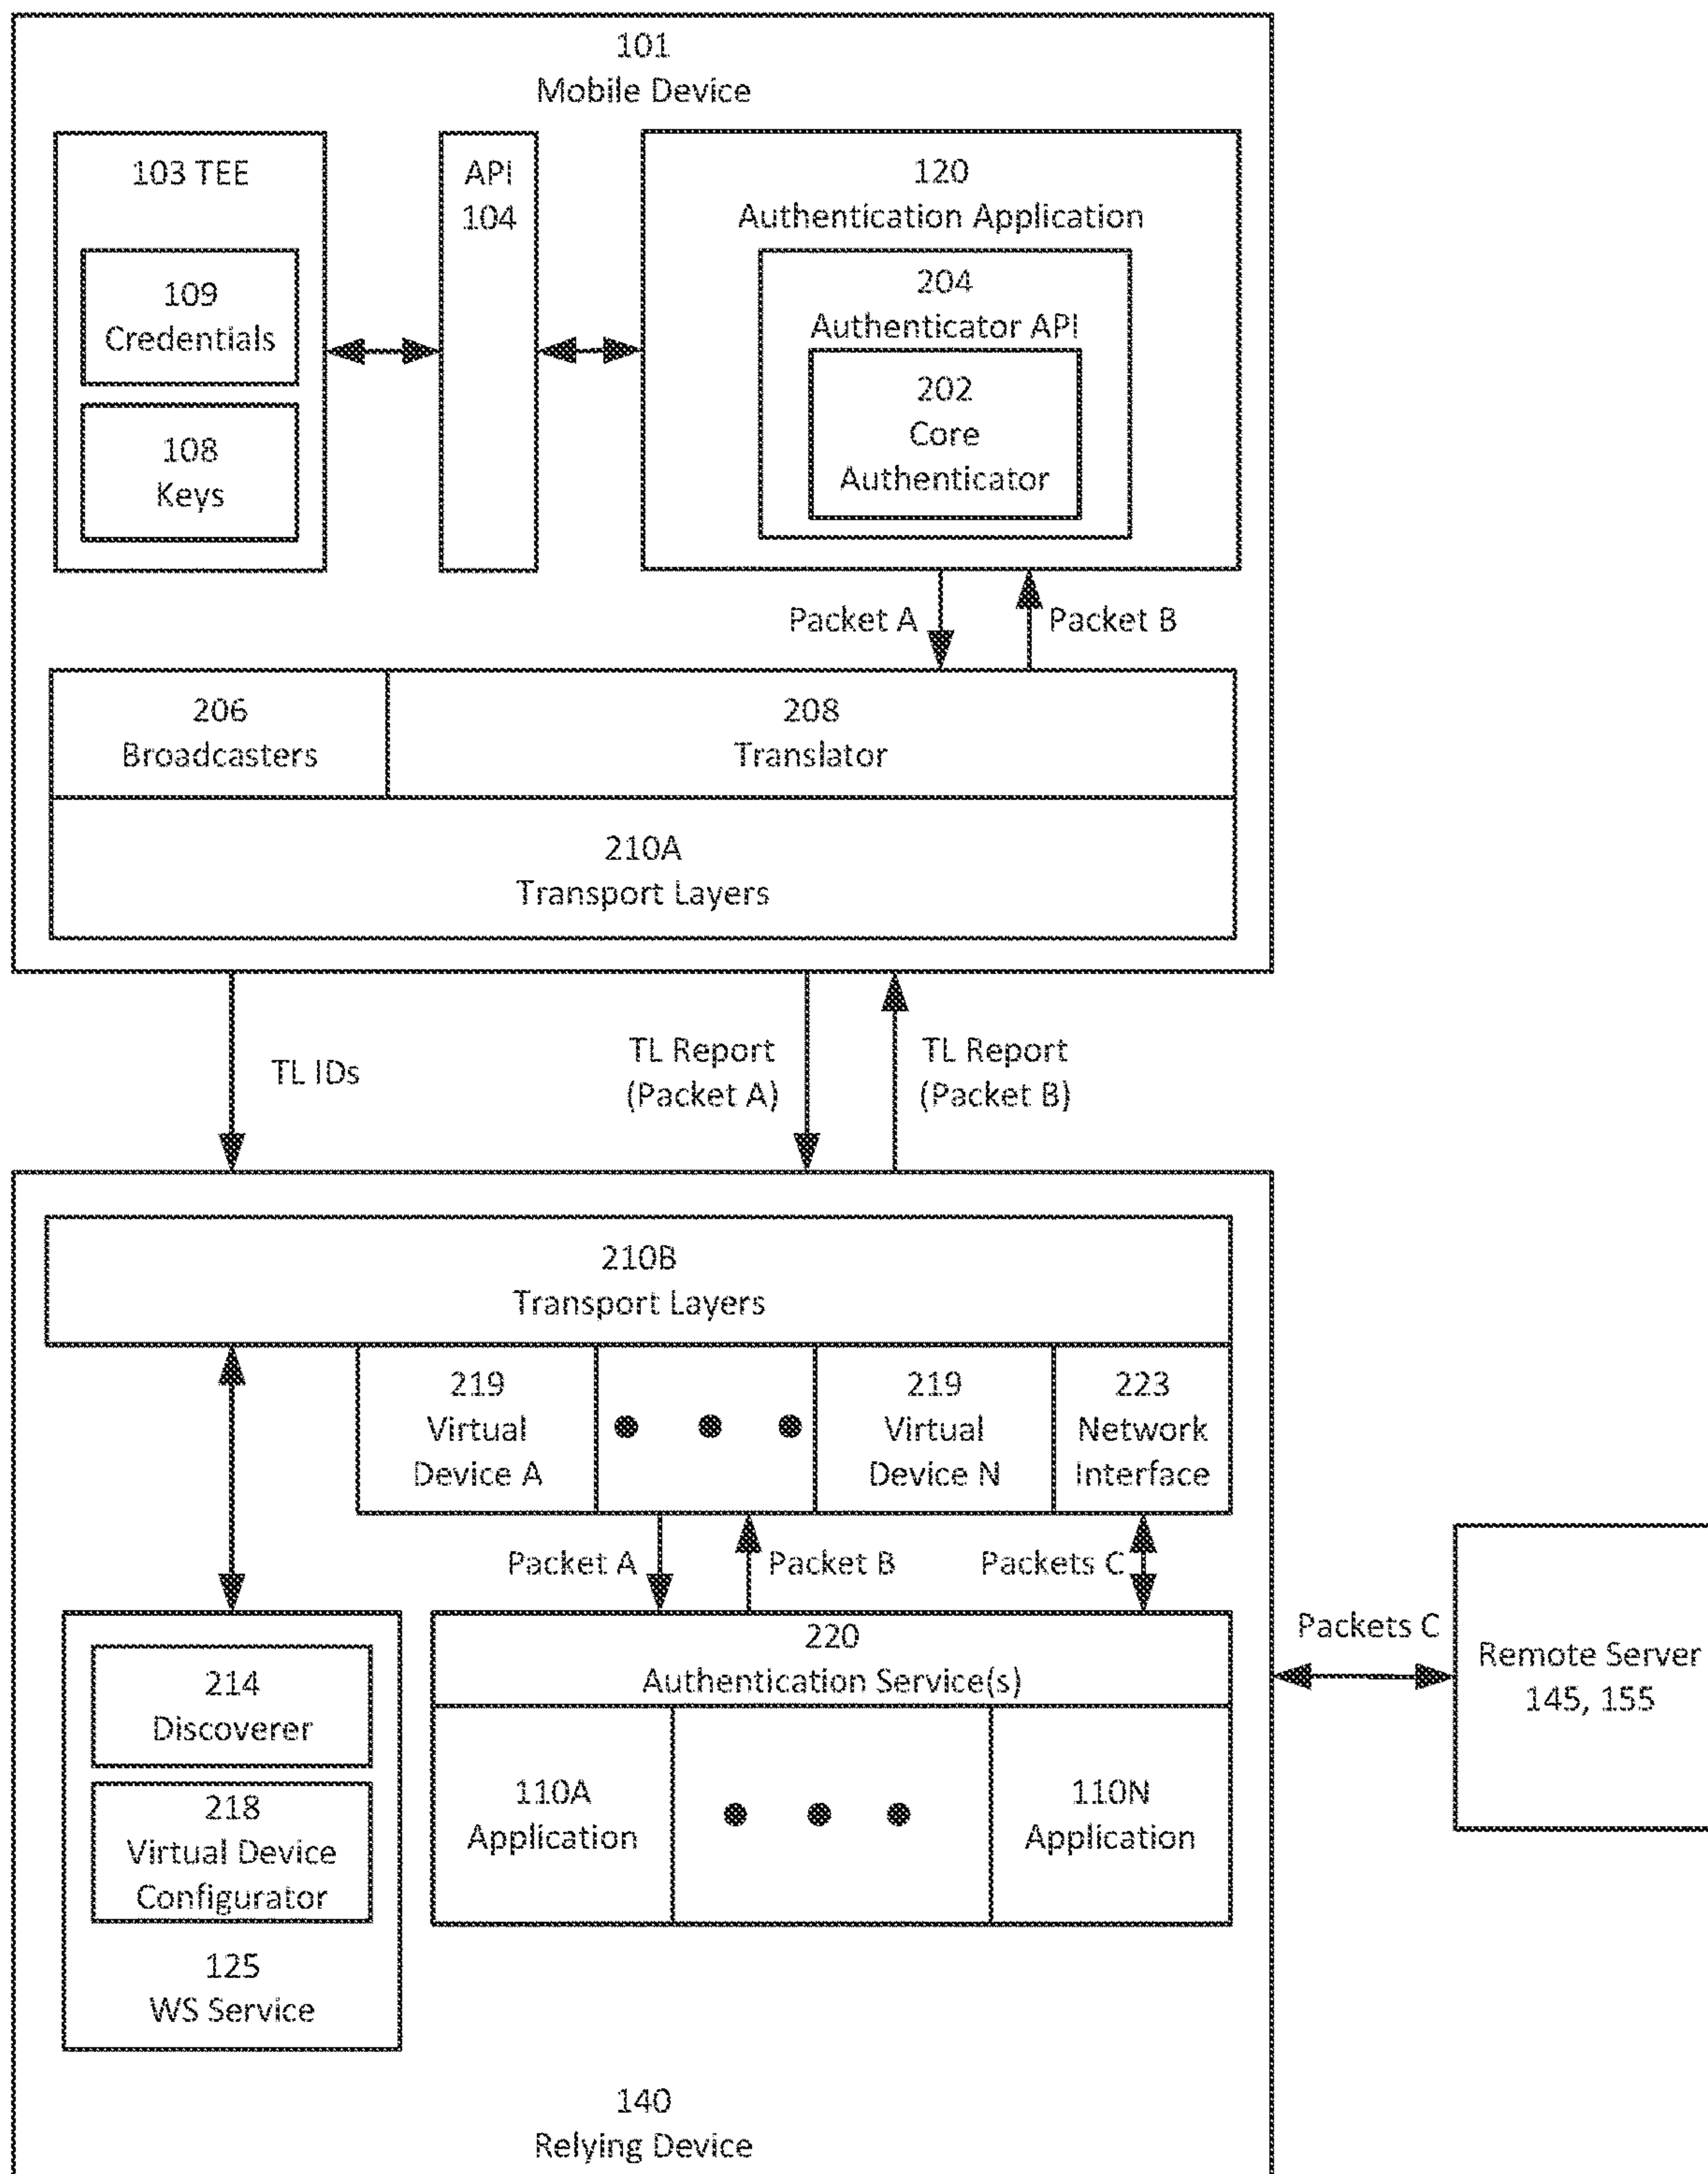 101
Mobile Device
103 TEE
109
Credentials
108
Keys
API
104
120
Authentication Application
204
Authenticator API
202
Core
Authenticator
Packet A
Packet B
206
Broadcasters
208
Translator
210A
Transport Layers
TL IDs
TL Report
(Packet A)
TL Report
(Packet B)
210B
Transport Layers
219
Virtual
Device A
219
Virtual
Device N
223
Network
Interface
Packet A
Packet B
Packets C
214
Discoverer
218
Virtual Device
Configurator
125
WS Service
220
Authentication Service(s)
110A
Application
110N
Application
Packets C
Remote Server
145, 155
140
Relying Device